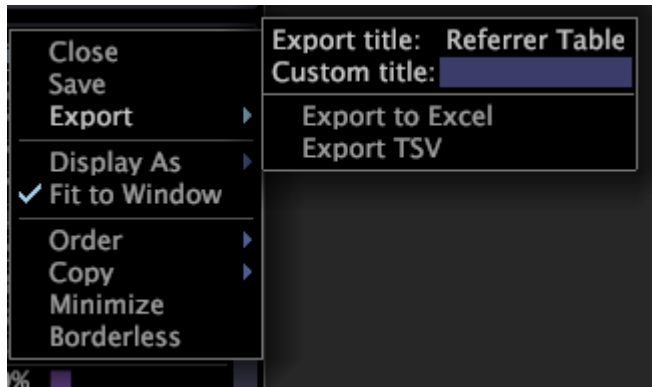 Close
Save
Export
Display As
Fit to Window
Order
Copy
Minimize
Borderless
%
Export title: Referrer Table
Custom title:
Export to Excel
Export TSV